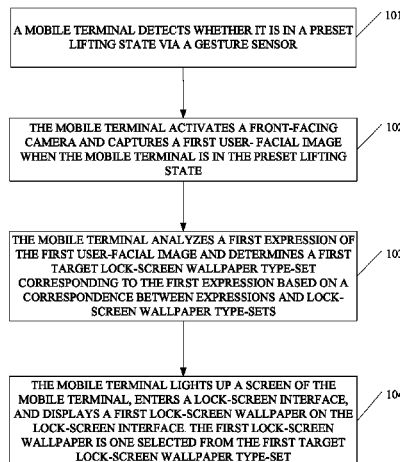 A MOBILE TERMINAL DETECTS WHETHER IT IS IN A PRESET
LIFTING STATE VIA A GESTURE SENSOR
101
THE MOBILE TERMINAL ACTIVATES A FRONT-FACING
CAMERA AND CAPTURES A FIRST USER- FACIAL IMAGE
WHEN THE MOBILE TERMINAL IS IN THE PRESET LIFTING
STATE
102
THE MOBILE TERMINAL ANALYZES A FIRST EXPRESSION OF
THE FIRST USER-FACIAL IMAGE AND DETERMINES A FIRST
TARGET LOCK-SCREEN WALLPAPER TYPE-SET
CORRESPONDING TO THE FIRST EXPRESSION BASED ON A
CORRESPONDENCE BETWEEN EXPRESSIONS AND LOCK-
SCREEN WALLPAPER TYPE-SETS
103
THE MOBILE TERMINAL LIGHTS UP A SCREEN OF THE
MOBILE TERMINAL, ENTERS A LOCK-SCREEN INTERFACE,
AND DISPLAYS A FIRST LOCK-SCREEN WALLPAPER ON THE
LOCK-SCREEN INTERFACE. THE FIRST LOCK-SCREEN
WALLPAPER IS ONE SELECTED FROM THE FIRST TARGET
LOCK-SCREEN WALLPAPER TYPE-SET
104